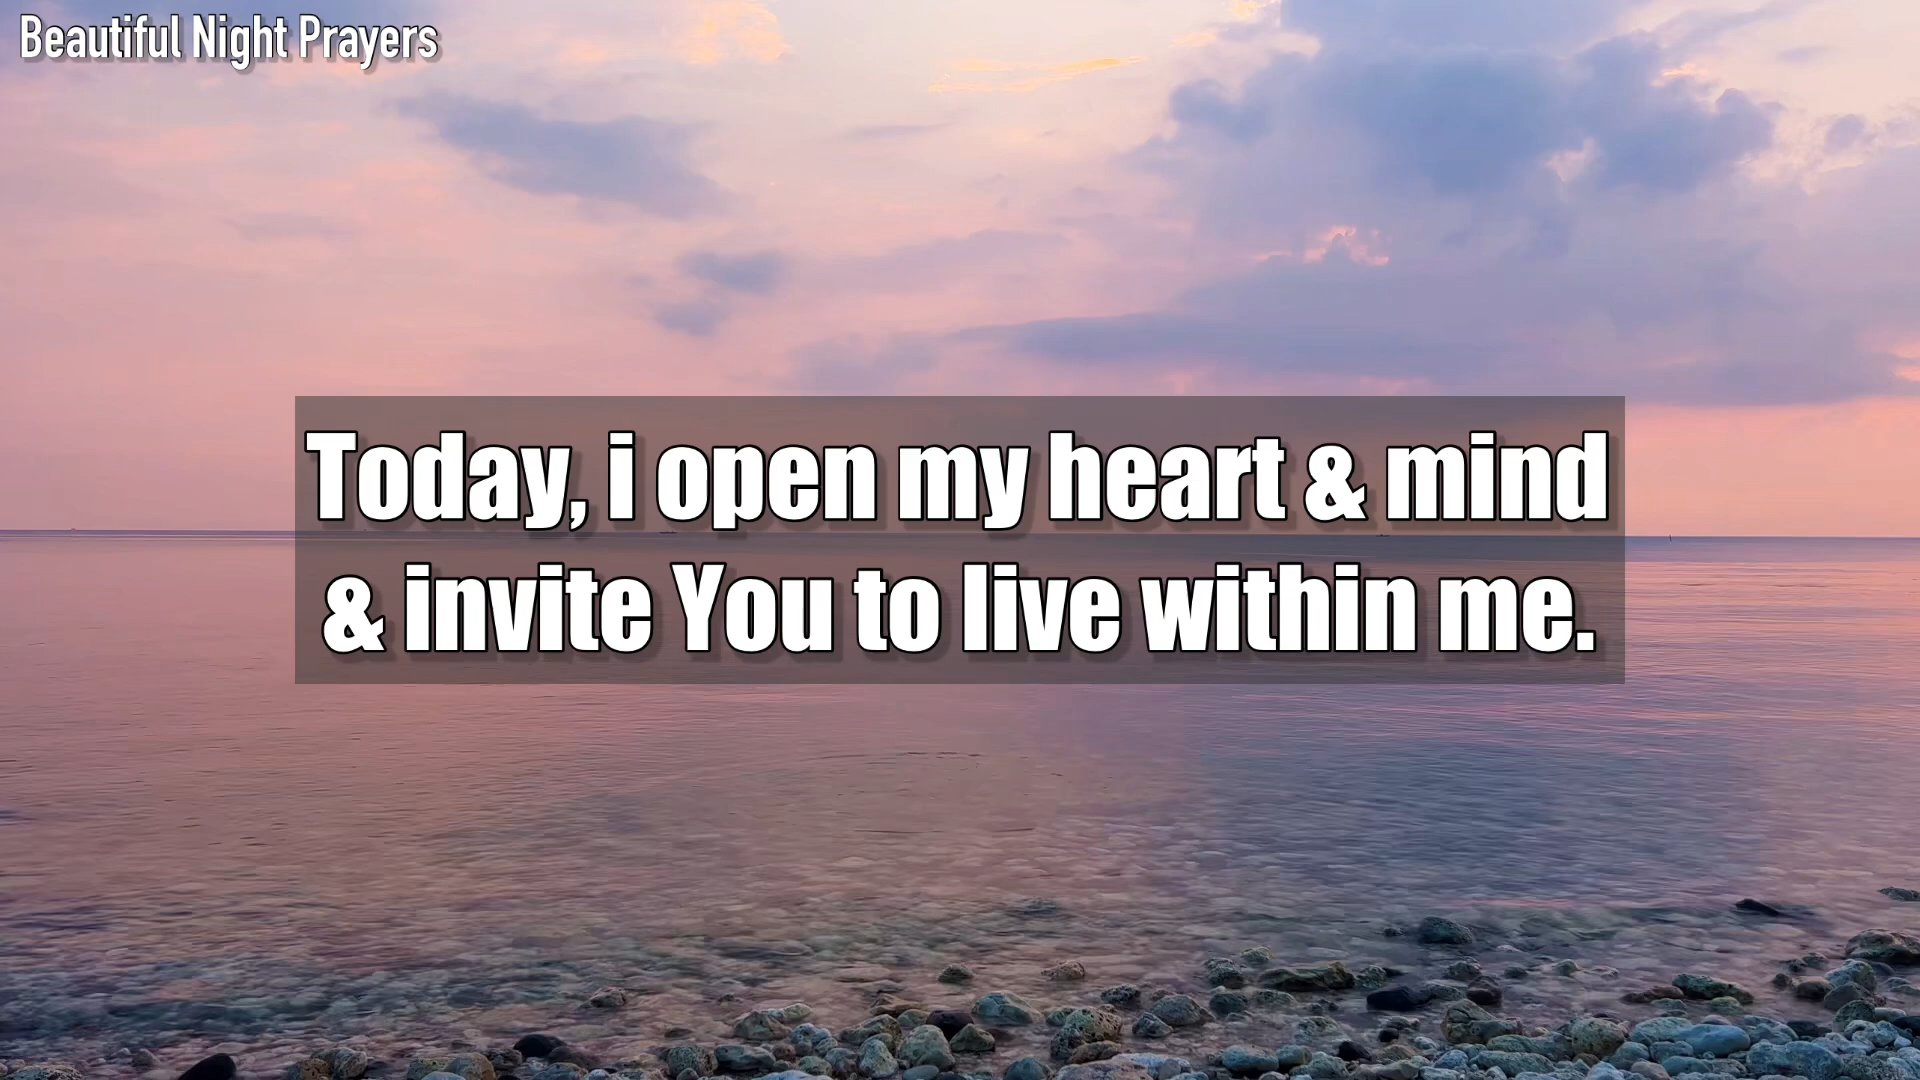 Beautiful Night Prayers
Today, i open my heart & mind
& invite You to live within me.